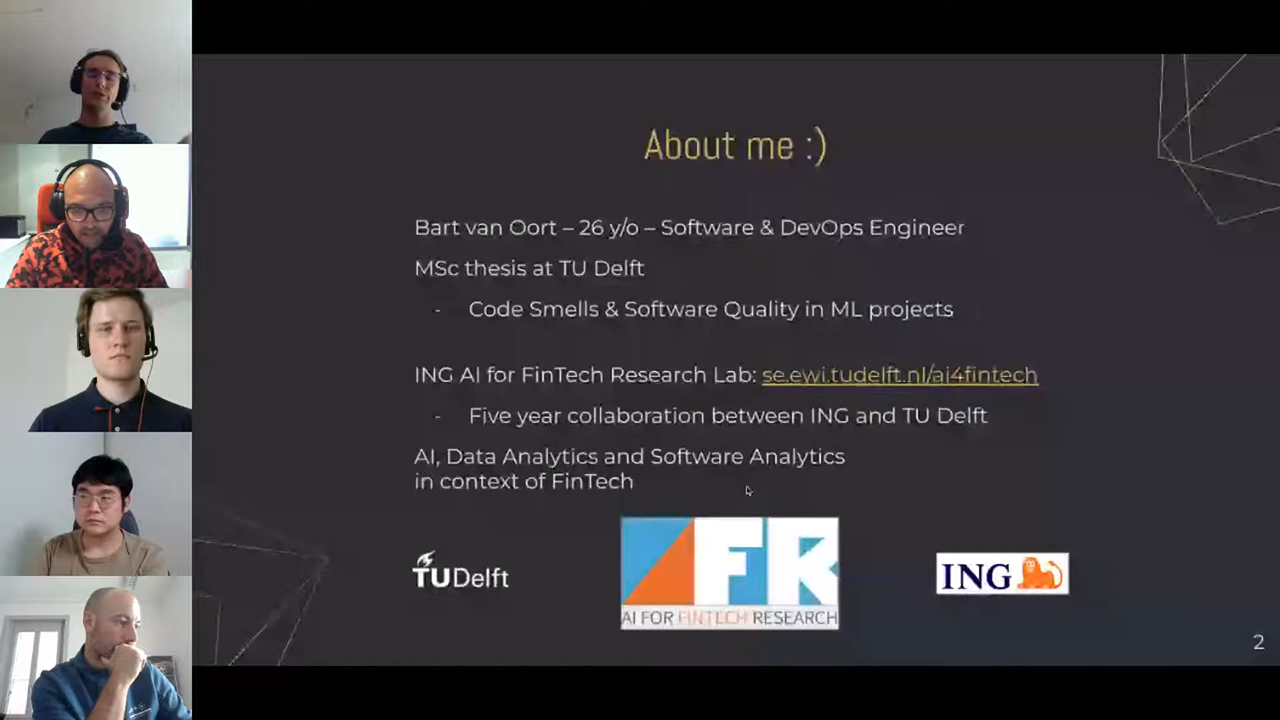 About me :)
Bart van Oort – 26 y/o – Software & DevOps Engineer
MSc thesis at TU Delft
- Code Smells & Software Quality in ML projects
ING AI for FinTech Research Lab: se.ewi.tudelft.nl/ai4fintech
- Five year collaboration between ING and TU Delft
AI, Data Analytics and Software Analytics
in context of FinTech
TUDelft
FR
AI FOR FINTECH RESEARCH
ING
2